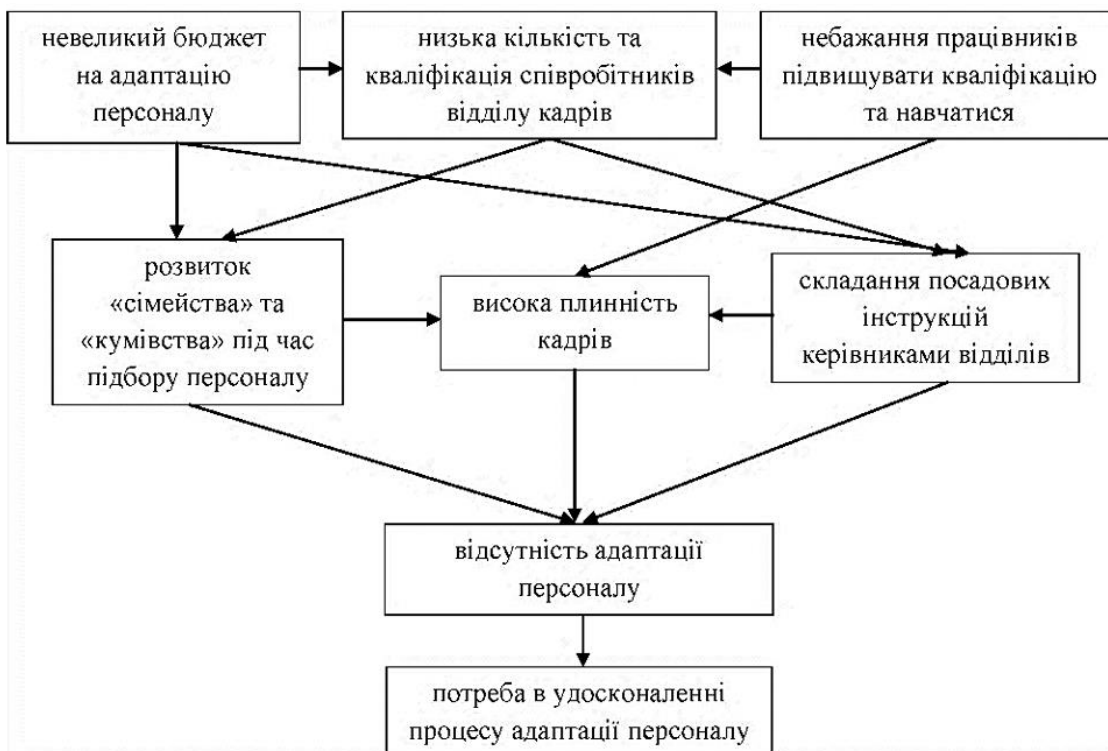 невеликий бюджет
на адаптацію
персоналу
низька кількість та
кваліфікація співробітників
відділу кадрів
небажання працівників
підвищувати кваліфікацію
та навчатися
розвиток
«сімейства» та
«кумівства» під час
підбору персоналу
висока плинність
кадрів
складання посадових
інструкцій
керівниками відділів
відсутність адаптації
персоналу
потреба в удосконаленні
процесу адаптації персоналу